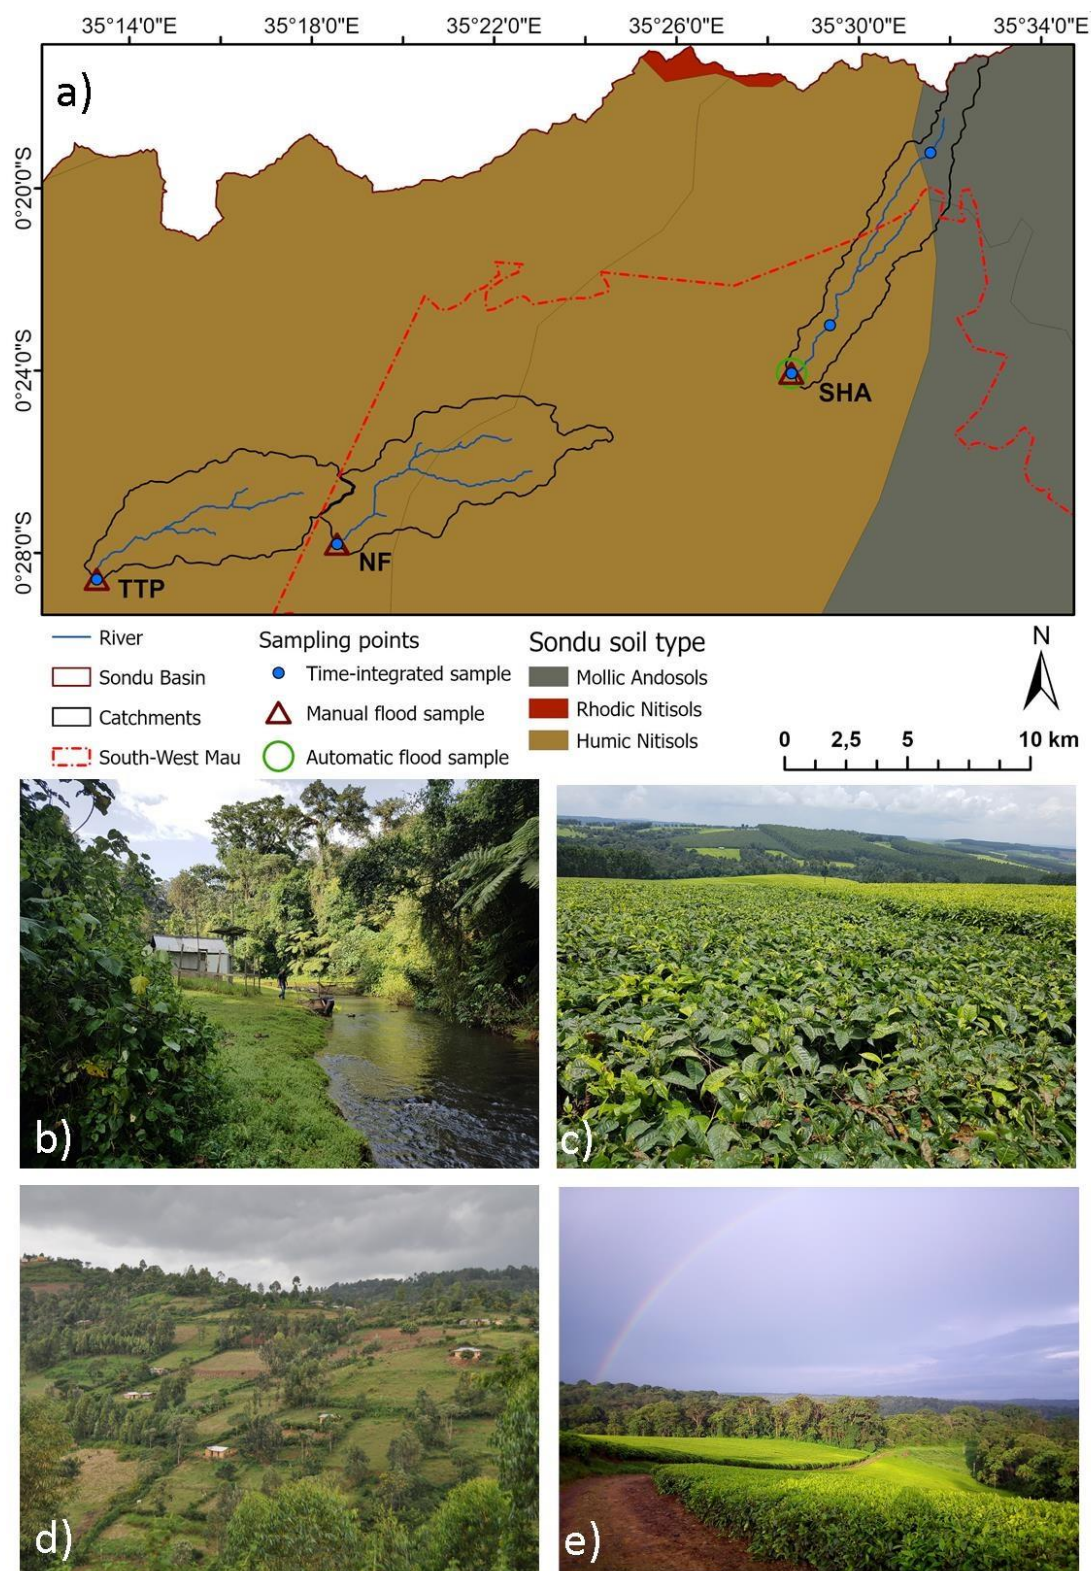 35°14'0"E 35°18'0"E 35°22'0"E 35°26'0"E 35°30'0"E 35°34'0"E
a)
0°20'0"S
0°24'0"S
0°28'0"S
SHA
NF
TTP
River
Sondu Basin
Catchments
South-West Mau
Sampling points
Time-integrated sample
Manual flood sample
Automatic flood sample
Sondu soil type
Mollic Andosols
Rhodic Nitisols
Humic Nitisols
N
0 2,5 5 10 km
b)
c)
d)
e)